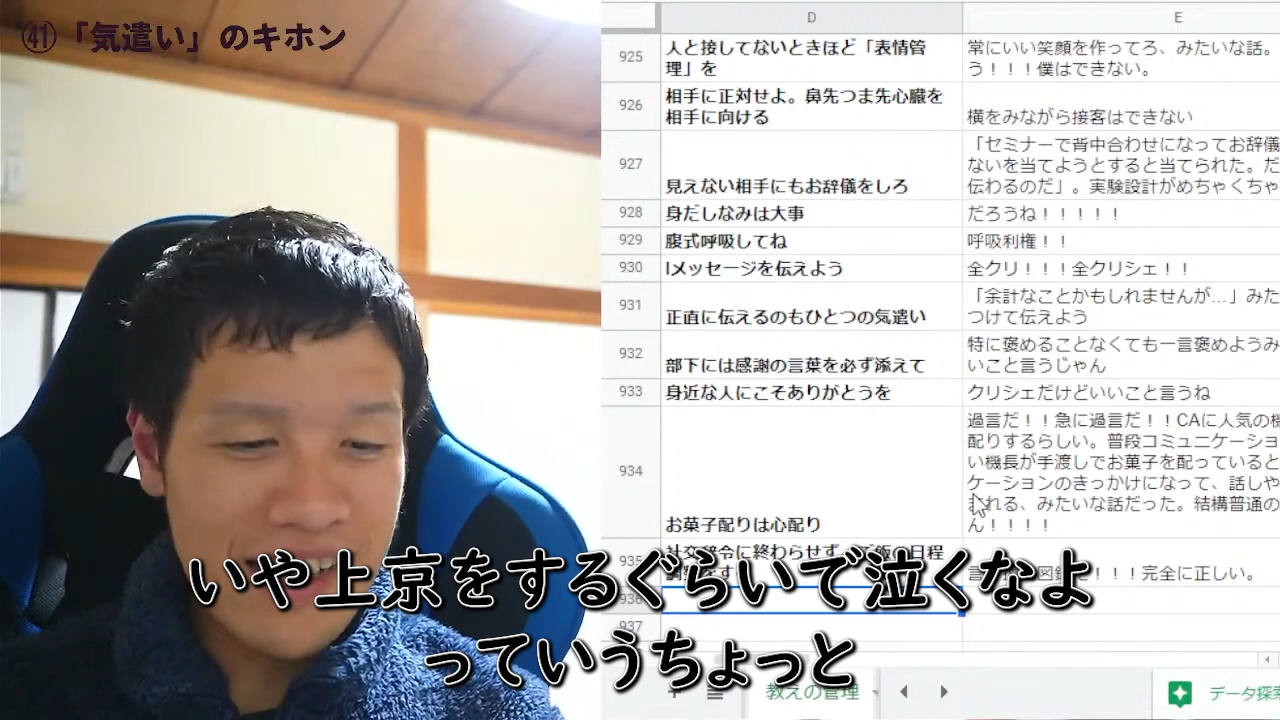 ㊶「気遣い」のキホン
D
E
925
人と接してないときほど「表情管
理」を
常にいい笑顔を作ってろ、みたいな話。
う！！！僕はできない。
926
相手に正対せよ。鼻先つま先心臓を
相手に向ける
横をみながら接客はできない
927
見えない相手にもお辞儀をしろ
「セミナーで背中合わせになってお辞儀
ないを当てようとすると当てられた。だ
伝わるのだ」。実験設計がめちゃくちゃ
928
身だしなみは大事
だろうね！！！！！
929
腹式呼吸してね
呼吸利権！！
930
Iメッセージを伝えよう
全クリ！！！全クリシェ！！
931
正直に伝えるのもひとつの気遣い
「余計なことかもしれませんが...」みた
つけて伝えよう
932
部下には感謝の言葉を必ず添えて
特に褒めることなくても一言褒めようみ
いこと言うじゃん
933
身近な人にこそありがとうを
クリシェだけどいいこと言うね
934
お菓子配りは心配り
過言だ！！急に過言だ！！CAに人気の機
配りするらしい。普段コミュニケーショ
い機長が手渡しでお菓子を配っていると
ケーションのきっかけになって、話しや
れる、みたいな話だった。結構普通の
ん！！！！
935
令に終わらせず
日程
図
！！！完全に正しい。
936
937
いや上京をするぐらいで泣くなよ
っていうちょっと
教えの管理
データ探索